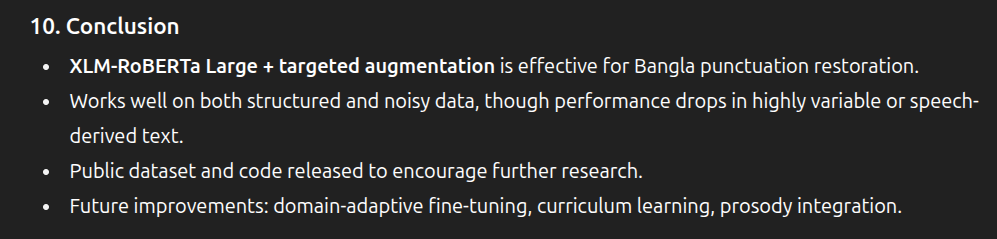 10. Conclusion
• XLM-RoBERTa Large + targeted augmentation is effective for Bangla punctuation restoration.
• Works well on both structured and noisy data, though performance drops in highly variable or speech-
derived text.
• Public dataset and code released to encourage further research.
• Future improvements: domain-adaptive fine-tuning, curriculum learning, prosody integration.